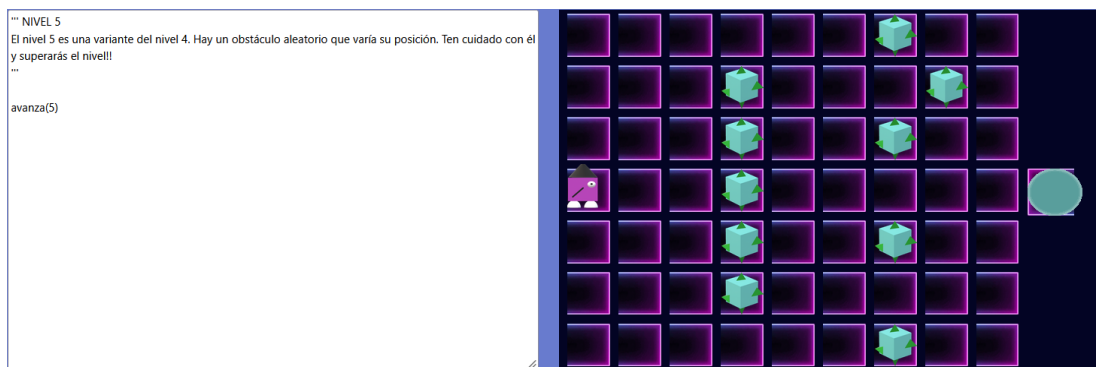 ''' NIVEL 5
El nivel 5 es una variante del nivel 4. Hay un obstáculo aleatorio que varía su posición. Ten cuidado con él
y superarás el nivel!!
'''
avanza(5)